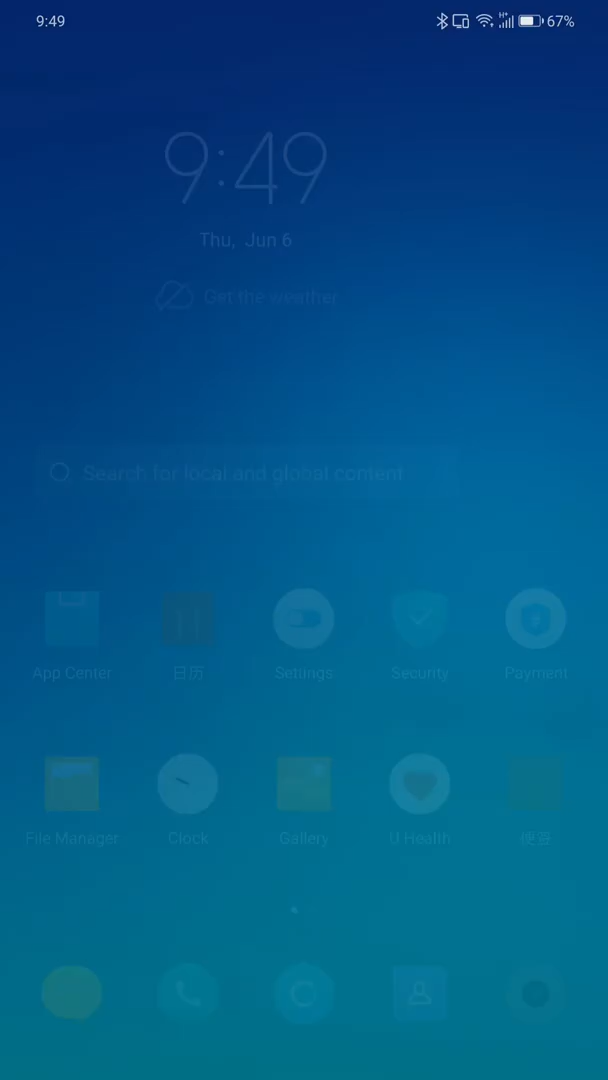 9:49
67%
9:49
Thu, Jun 6
Get the weather
Search for local and global content
App Center
日历
Settings
Security
Payment
File Manager
Clock
Gallery
U Health
便签